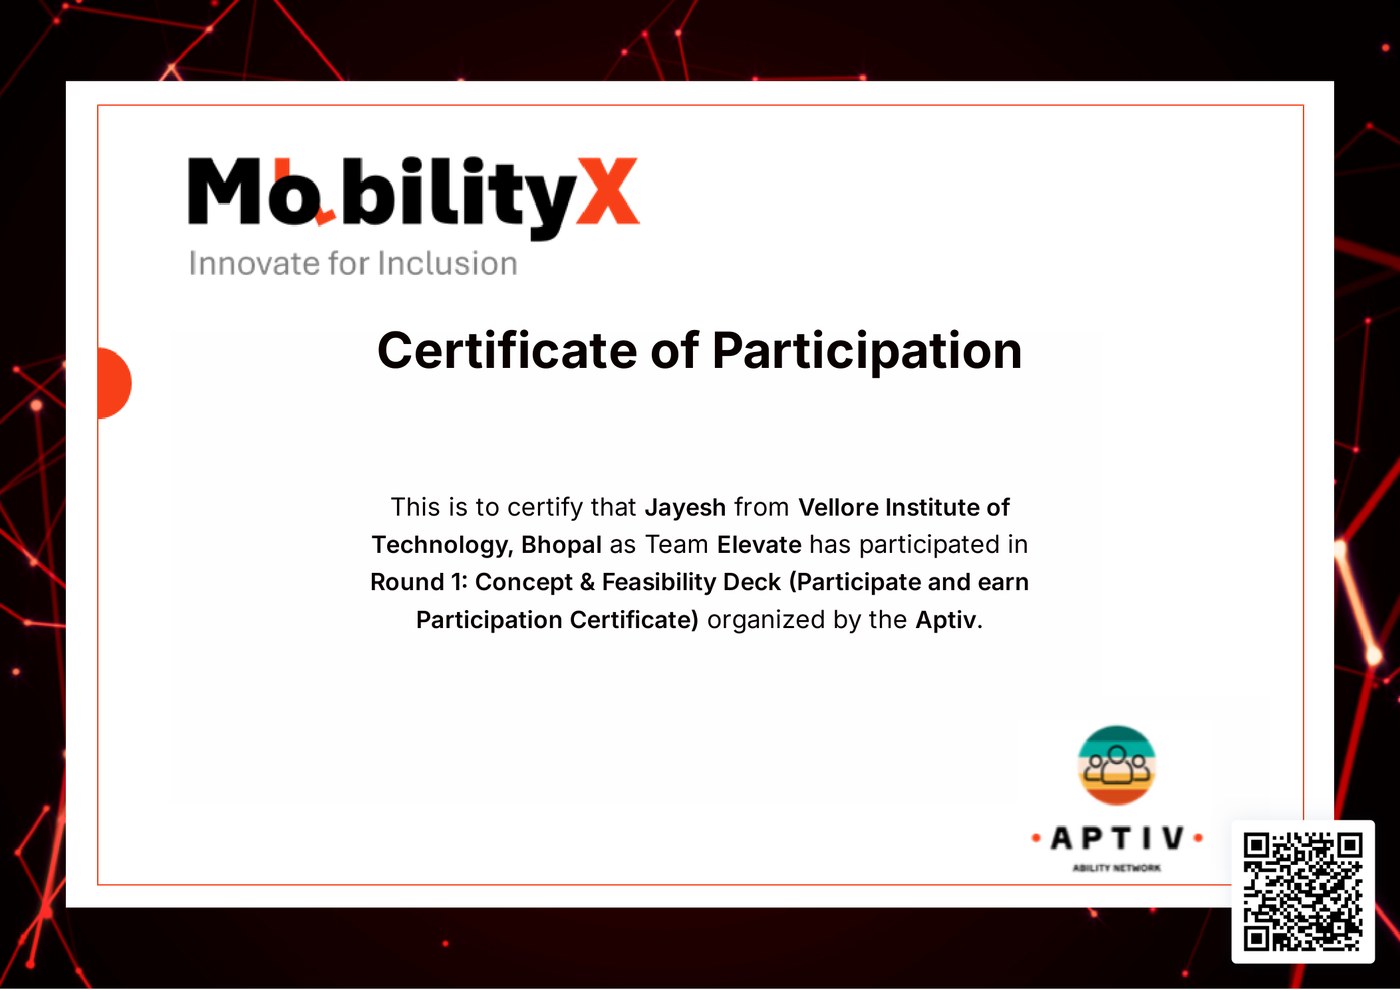 MobilityX
Innovate for Inclusion
Certificate of Participation
This is to certify that Jayesh from Vellore Institute of
Technology, Bhopal as Team Elevate has participated in
Round 1: Concept & Feasibility Deck (Participate and earn
Participation Certificate) organized by the Aptiv.
• APTIV •
ABILITY NETWORK